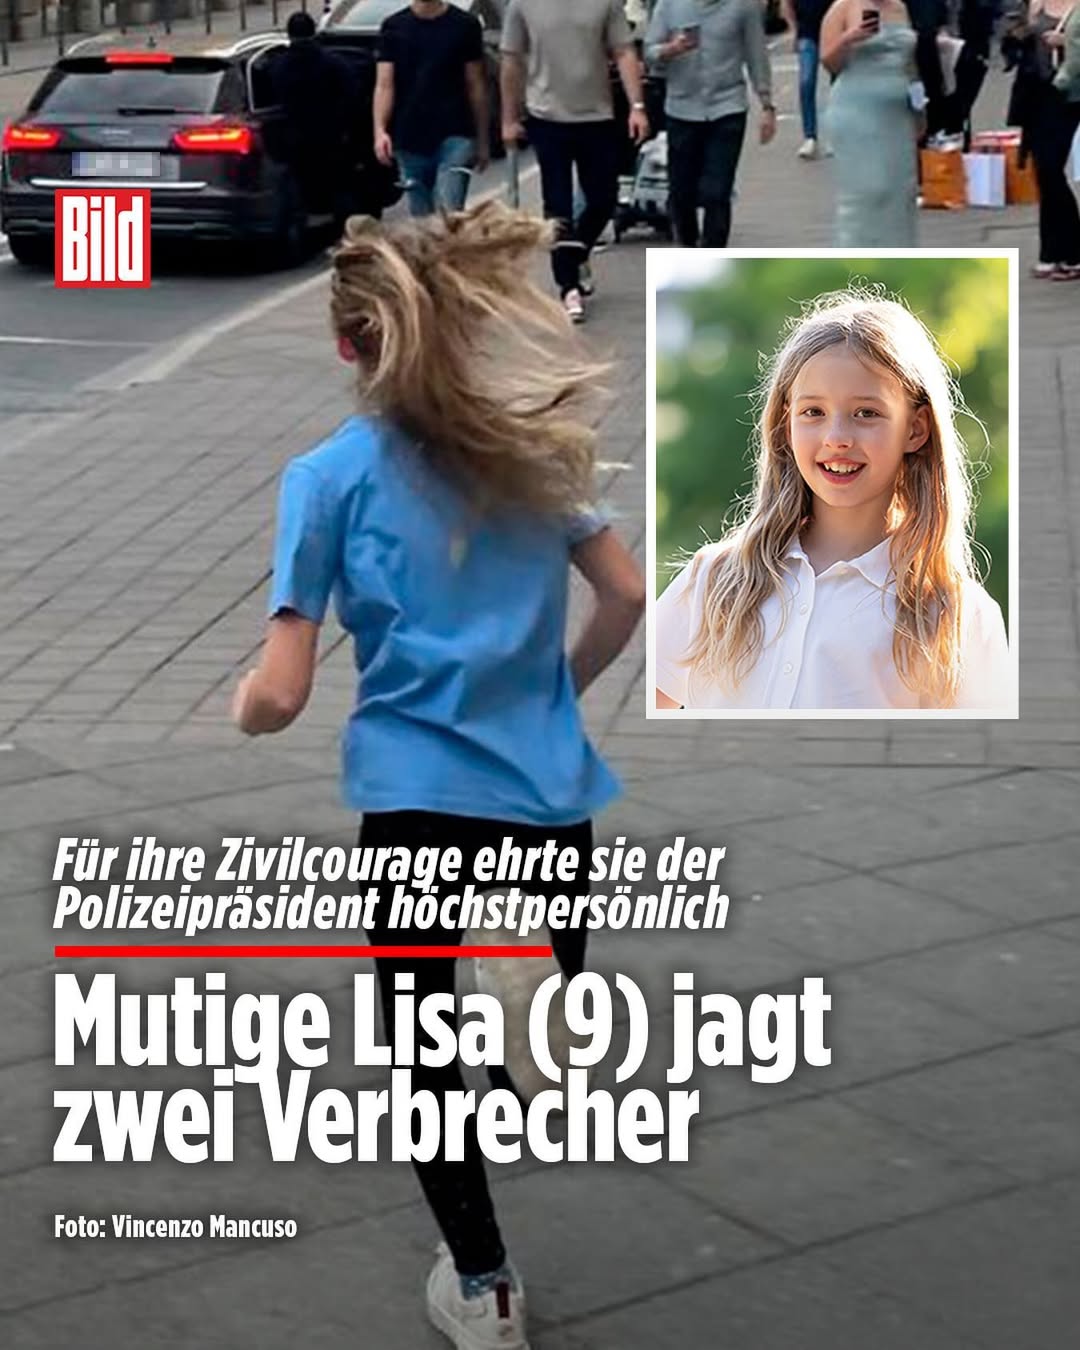 Bild
Für ihre Zivilcourage ehrte sie der
Polizeipräsident höchstpersönlich
Mutige Lisa (9) jagt
zwei Verbrecher
Foto: Vincenzo Mancuso